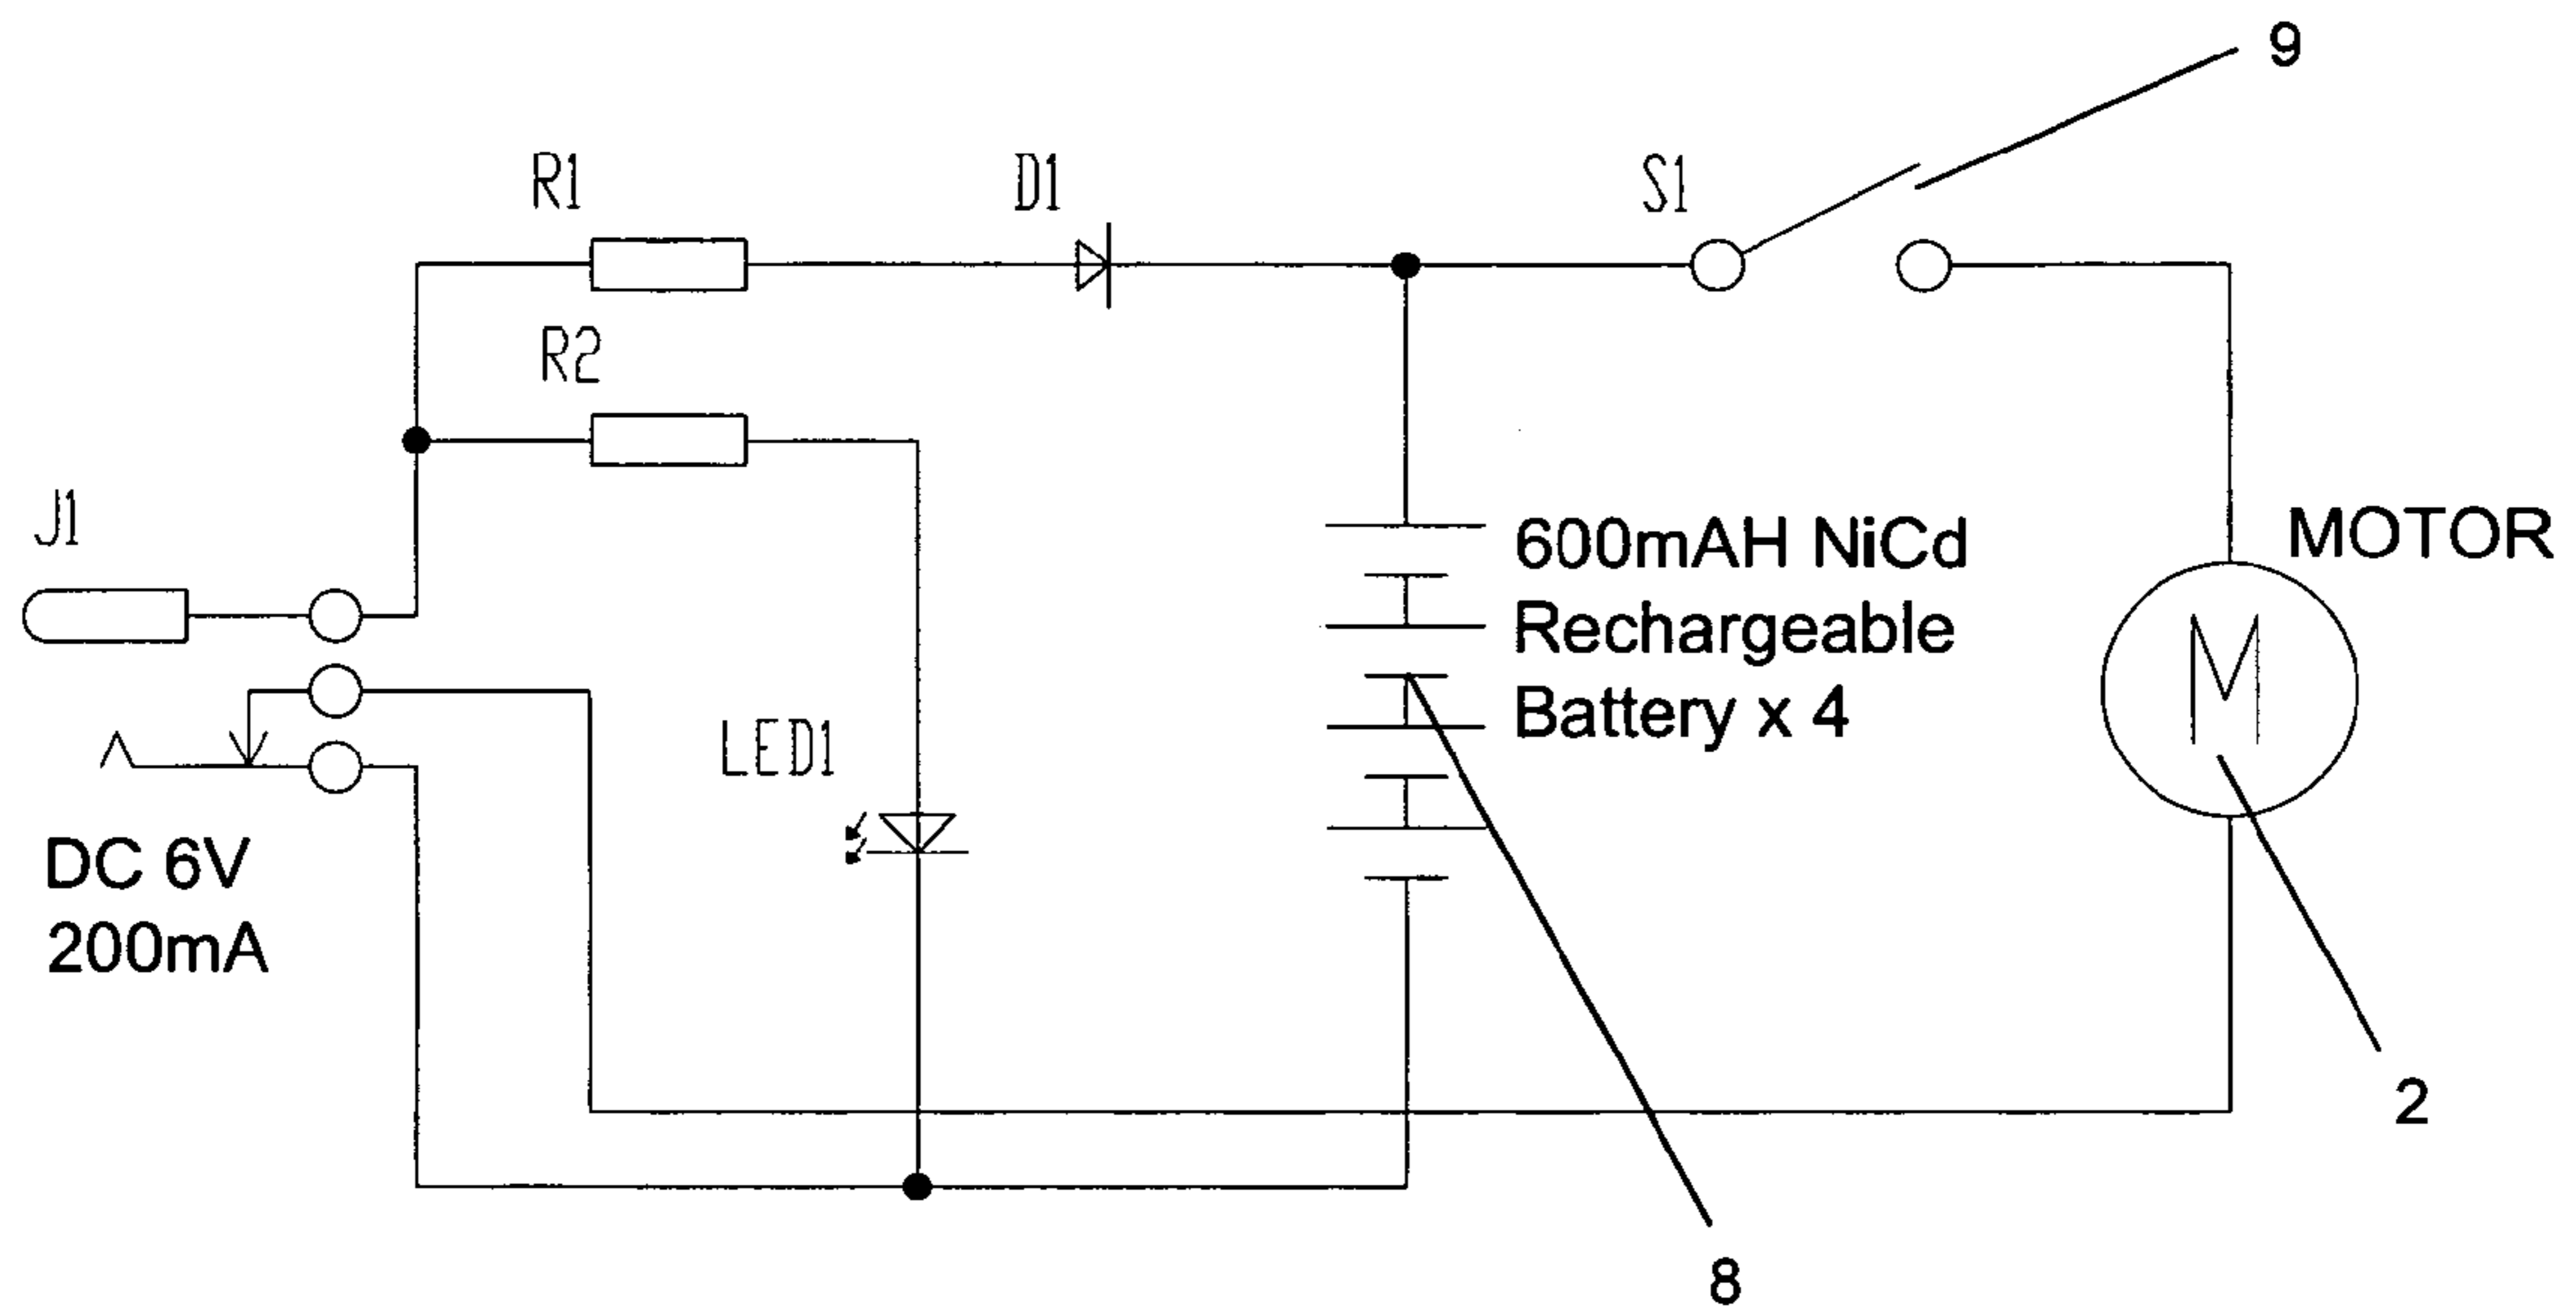 9
R1
D1
S1
R2
J1
600mAH NiCd
Rechargeable
Battery x 4
MOTOR
M
LED1
DC 6V
200mA
2
8